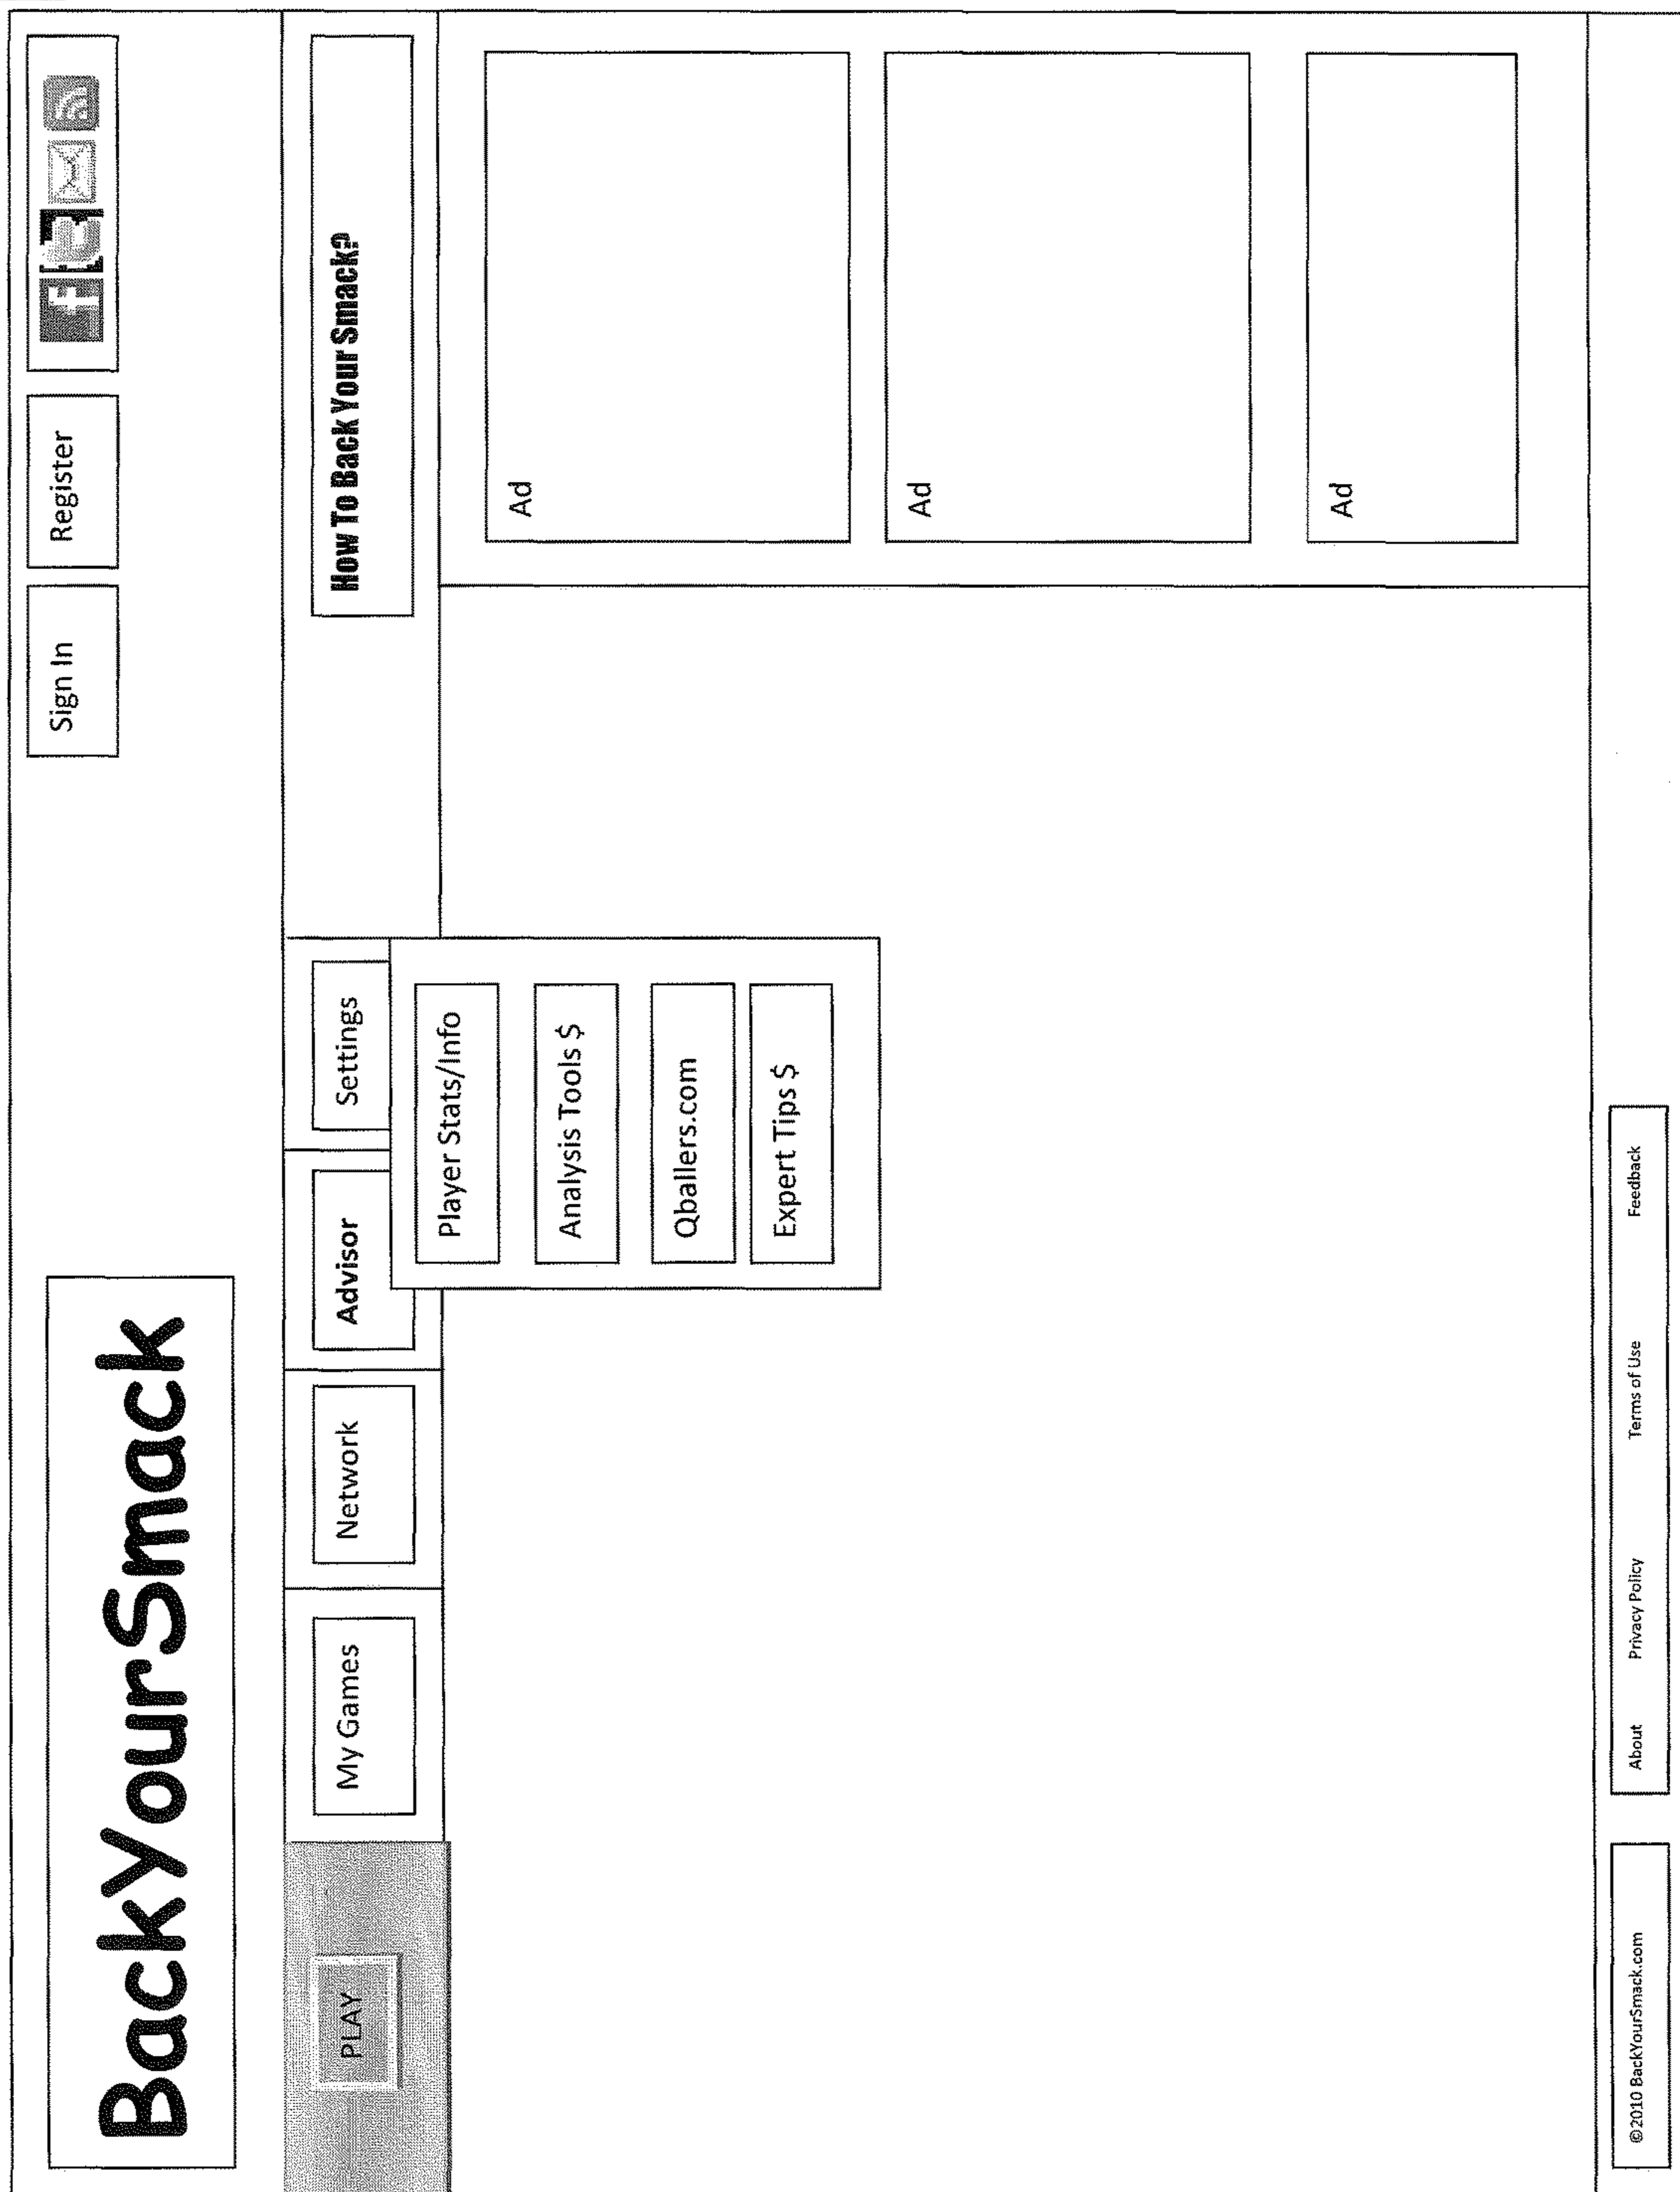 BackYourSmack
Sign In
Register
PLAY
My Games
Network
Advisor
Settings
How To Back Your Smack?
Player Stats/Info
Analysis Tools $
Qballers.com
Expert Tips $
Ad
Ad
Ad
©2010 BackYourSmack.com
About Privacy Policy Terms of Use Feedback